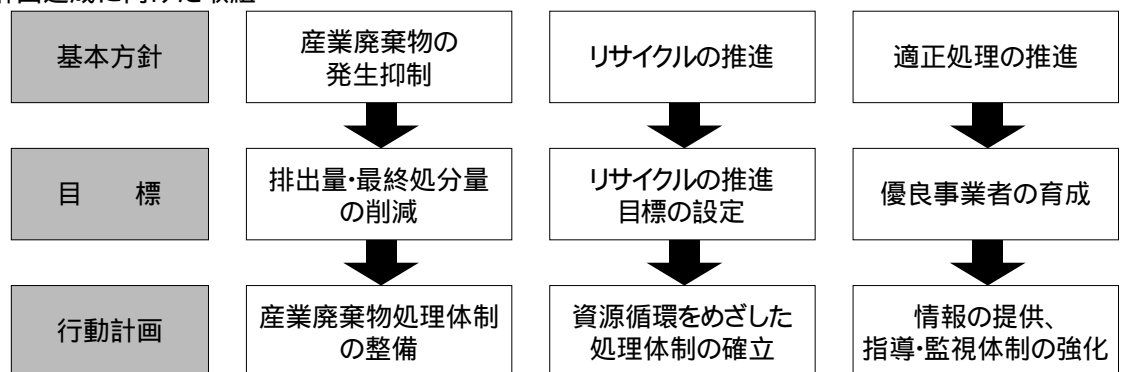 基本方針
産業廃棄物の
発生抑制
リサイクルの推進
適正処理の推進
目　標
排出量・最終処分量
の削減
リサイクルの推進
目標の設定
優良事業者の育成
行動計画
産業廃棄物処理体制
の整備
資源循環をめざした
処理体制の確立
情報の提供、
指導・監視体制の強化